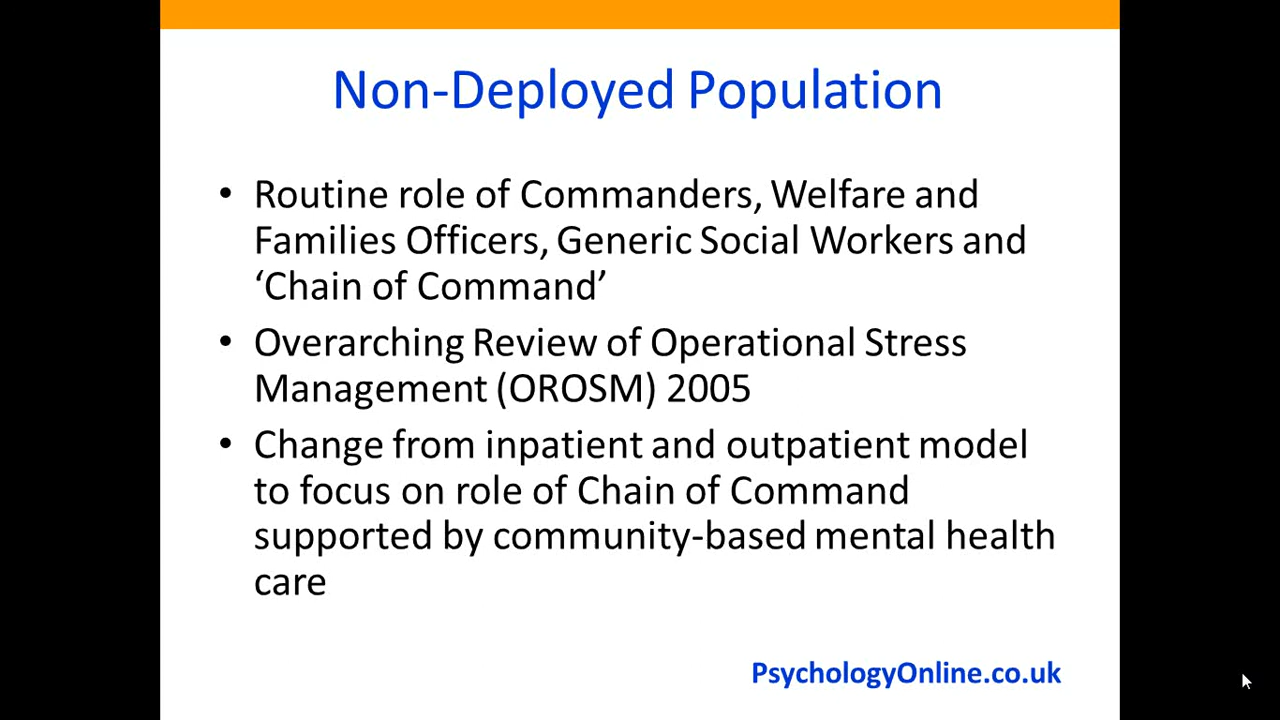 Non-Deployed Population
• Routine role of Commanders, Welfare and
Families Officers, Generic Social Workers and
‘Chain of Command’
• Overarching Review of Operational Stress
Management (OROSM) 2005
• Change from inpatient and outpatient model
to focus on role of Chain of Command
supported by community-based mental health
care
PsychologyOnline.co.uk